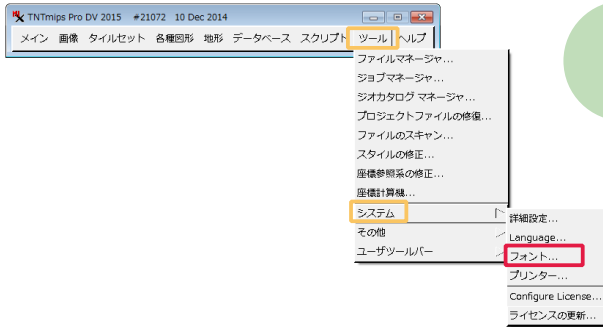 TNTmips Pro DV 2015 #21072 10 Dec 2014
メイン 画像 タイルセット 各種図形 地形 データベース スクリプト ツール ヘルプ
ファイルマネージャ...
ジョブマネージャ...
ジオカタログ マネージャ...
プロジェクトファイルの修復...
ファイルのスキャン...
スタイルの修正...
座標参照系の修正...
座標計算機...
システム
その他
ユーザツールバー
詳細設定...
Language...
フォント...
プリンター...
Configure License...
ライセンスの更新...